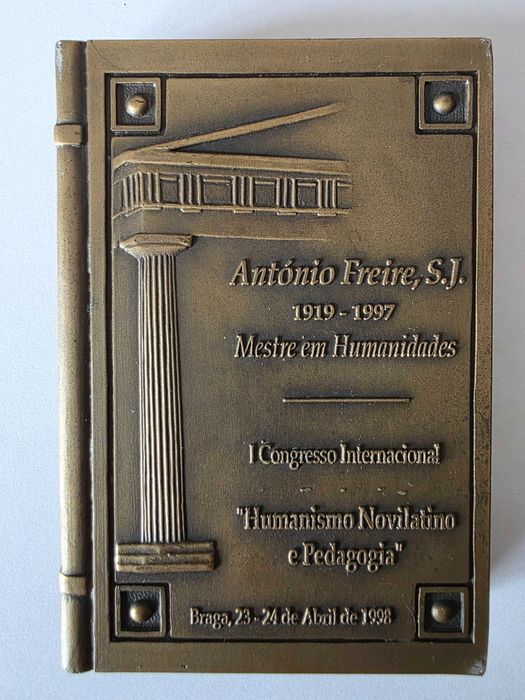 António Freire, S.J.
1919 - 1997
Mestre em Humanidades
I Congresso Internacional
"Humanismo Novilatino
e Pedagogia"
Braga, 23 - 24 de Abril de 1998